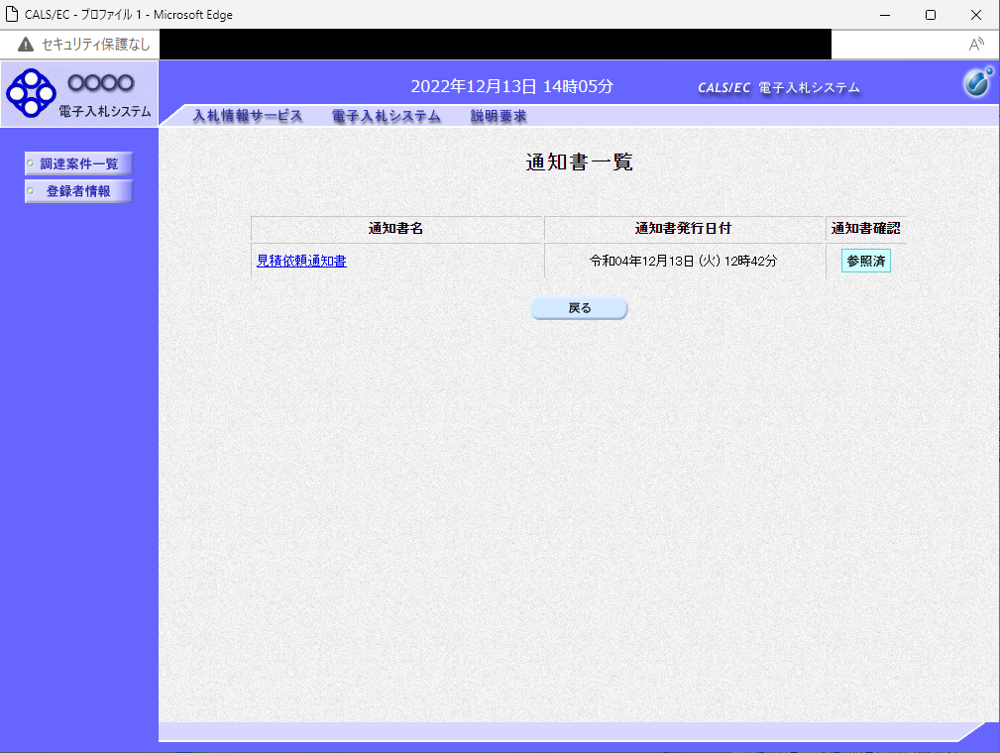 CALS/EC - プロファイル 1 - Microsoft Edge
セキュリティ保護なし
〇〇〇〇
電子入札システム
2022年12月13日 14時05分
CALS/EC 電子入札システム
入札情報サービス 電子入札システム 説明要求
調達案件一覧
登録者情報
通知書一覧
通知書名 通知書発行日付 通知書確認
見積依頼通知書 令和04年12月13日 (火) 12時42分 参照済
戻る